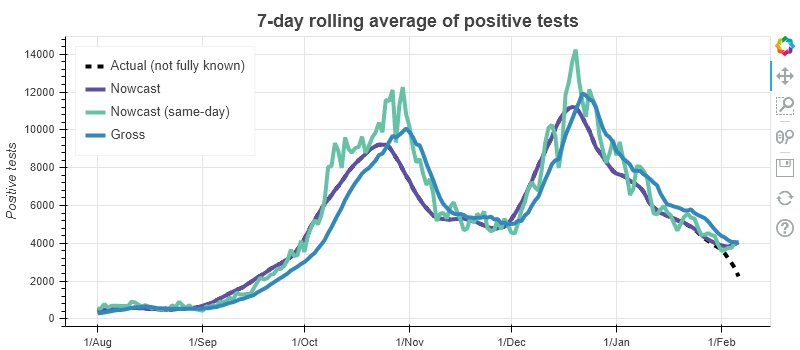 7-day rolling average of positive tests
Positive tests
14000
12000
10000
8000
6000
4000
2000
0
Actual (not fully known)
Nowcast
Nowcast (same-day)
Gross
1/Aug
1/Sep
1/Oct
1/Nov
1/Dec
1/Jan
1/Feb